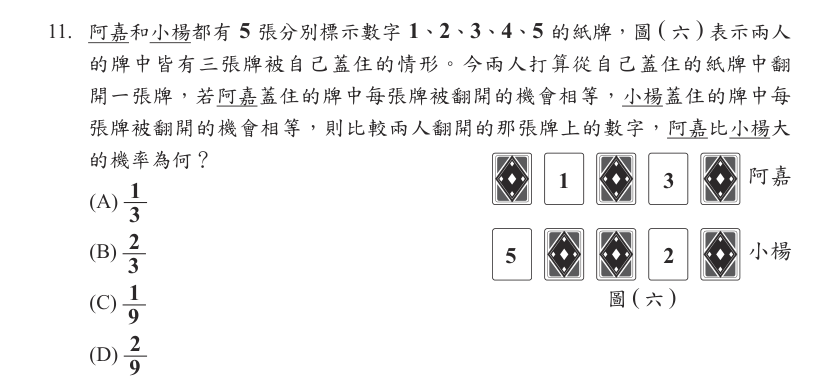 11. 阿嘉和小楊都有 5 張分別標示數字 1、2、3、4、5 的紙牌，圖(六)表示兩人
的牌中皆有三張牌被自己蓋住的情形。今兩人打算從自己蓋住的紙牌中翻
開一張牌，若阿嘉蓋住的牌中每張牌被翻開的機會相等，小楊蓋住的牌中每
張牌被翻開的機會相等，則比較兩人翻開的那張牌上的數字，阿嘉比小楊大
的機率為何？
(A) 1/3
(B) 2/3
(C) 1/9
(D) 2/9
1 3 阿嘉
5 2 小楊
圖(六)